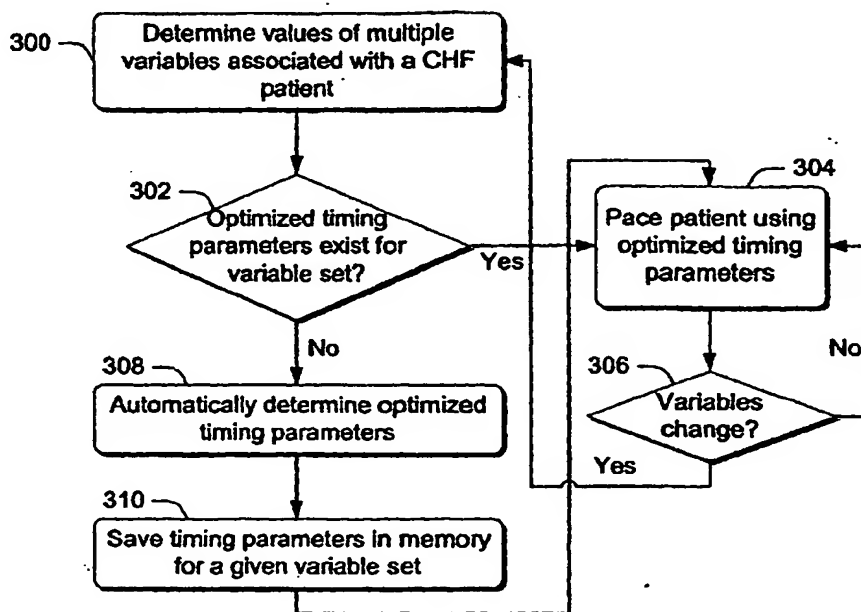 300
Determine values of multiple
variables associated with a CHF
patient
302
Optimized timing
parameters exist for
variable set?
Yes
No
304
Pace patient using
optimized timing
parameters
306
Variables
change?
No
Yes
308
Automatically determine optimized
timing parameters
310
Save timing parameters in memory
for a given variable set